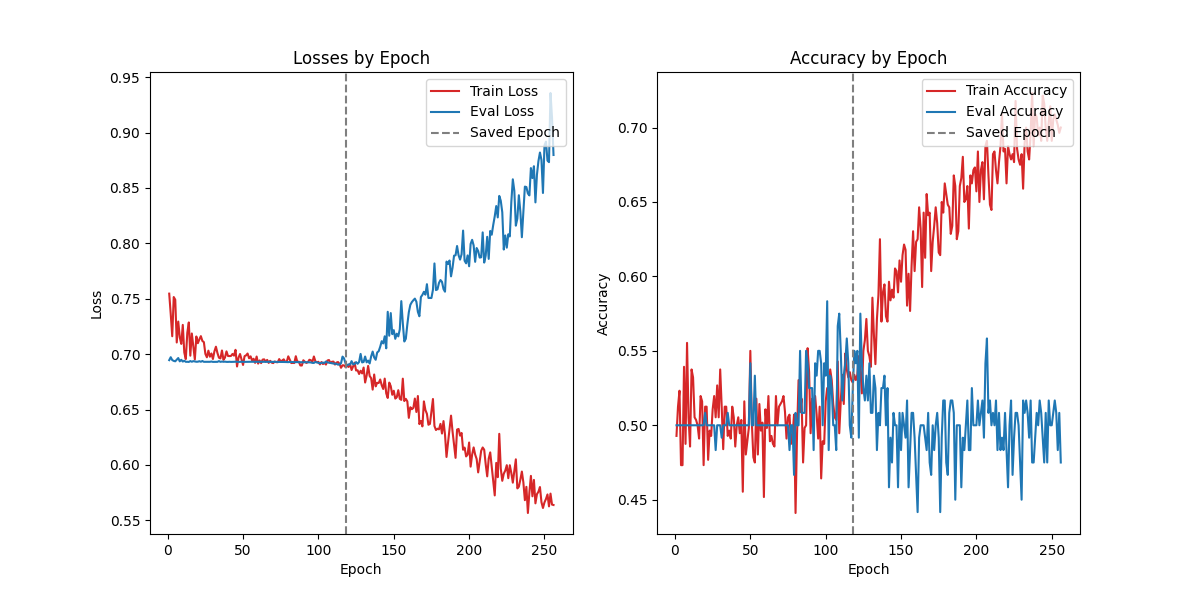 Losses by Epoch
0.95
0.90
0.85
0.80
0.75
0.70
0.65
0.60
0.55
Loss
Train Loss
Eval Loss
Saved Epoch
0 50 100 150 200 250
Epoch
Accuracy by Epoch
0.70
0.65
0.60
0.55
0.50
0.45
Accuracy
Train Accuracy
Eval Accuracy
Saved Epoch
0 50 100 150 200 250
Epoch